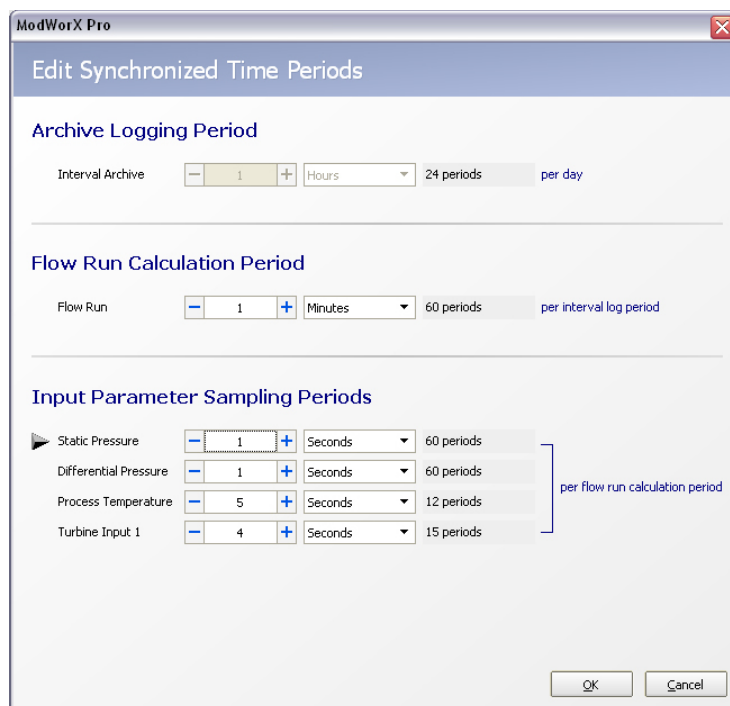 ModWorX Pro
Edit Synchronized Time Periods
Archive Logging Period
Interval Archive 1 Hours 24 periods per day
Flow Run Calculation Period
Flow Run 1 Minutes 60 periods per interval log period
Input Parameter Sampling Periods
Static Pressure 1 Seconds 60 periods
Differential Pressure 1 Seconds 60 periods
per flow run calculation period
Process Temperature 5 Seconds 12 periods
Turbine Input 1 4 Seconds 15 periods
OK Cancel